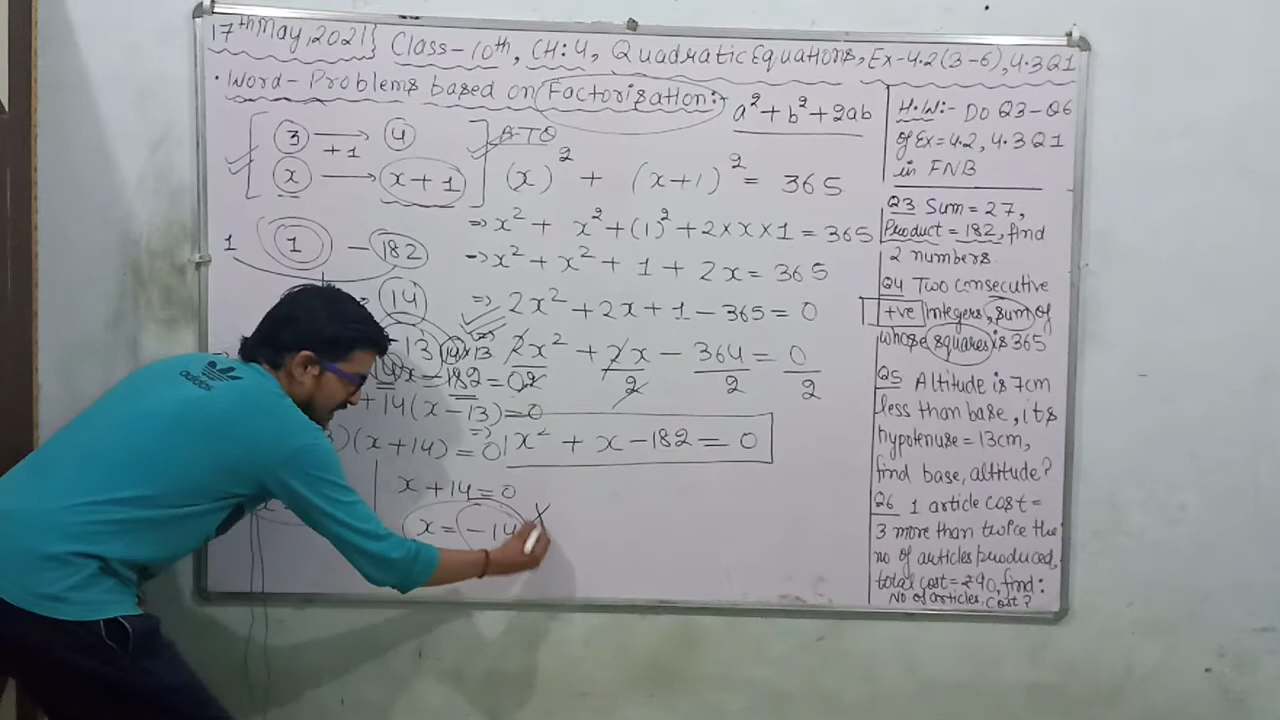 17th May, 2021} Class-10th, CH:4, Quadratic Equations, Ex-4.2(3-6), 4.3 Q1
• Word-Problems based on Factorisation:-
a² + b² + 2ab
3 → 4
+1
x → x+1
ATQ
(x)² + (x+1)² = 365
⇒ x² + x² + (1)² + 2 × x × 1 = 365
⇒ x² + x² + 1 + 2x = 365
⇒ 2x² + 2x + 1 - 365 = 0
2x²/2 + 2x/2 - 364/2 = 0/2
⇒ x² + x - 182 = 0
1 1 - 182
14
13 14×13
14x - 182 = 0
+ 14(x - 13) = 0
)(x + 14) = 0
x + 14 = 0
x = -14 X
adidas
H.W:- Do Q3-Q6
of Ex=4.2, 4.3 Q1
in FNB
Q3 Sum = 27,
Product = 182, find
2 numbers.
Q4 Two consecutive
+ve Integers, sum of
whose squares is 365
Q5 Altitude is 7cm
less than base, its
hypotenuse = 13cm,
find base, altitude?
Q6 1 article cost =
3 more than twice the
no of articles produced,
total cost = 290, find:
No of articles, cost?